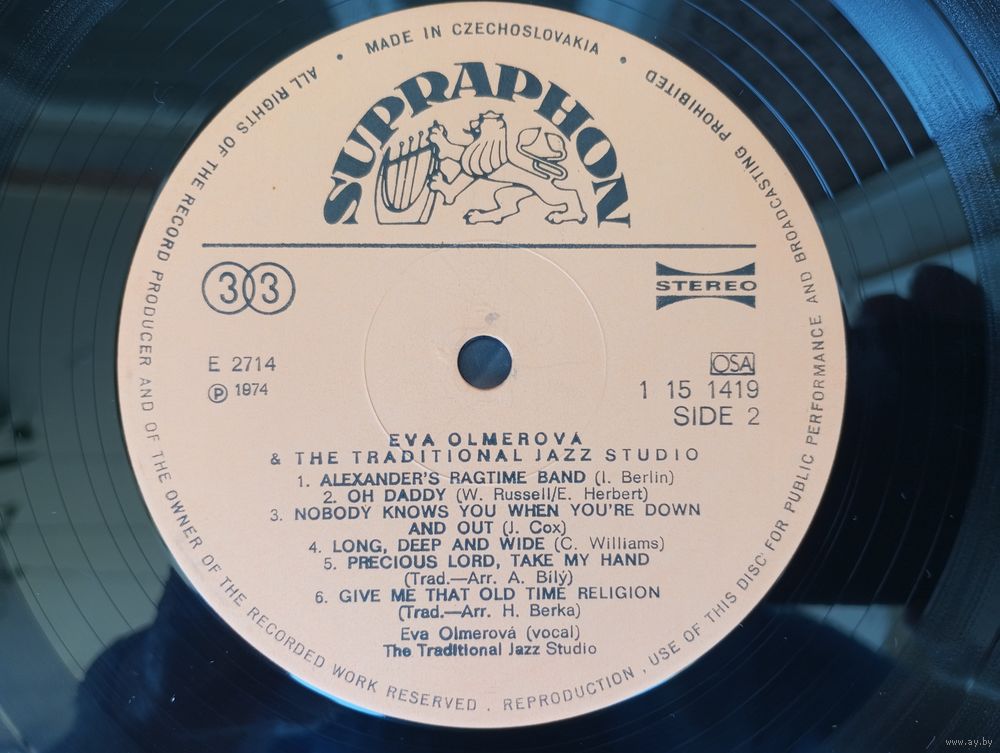 MADE IN CZECHOSLOVAKIA
ALL RIGHTS OF THE RECORD PRODUCER AND OF THE OWNER OF THE RECORDED WORK RESERVED . REPRODUCTION , USE OF THIS DISC FOR PUBLIC PERFORMANCE AND BROADCASTING PROHIBITED
SUPRAPHON
33
STEREO
E 2714
OSA
℗ 1974
1 15 1419
SIDE 2
EVA OLMEROVÁ
& THE TRADITIONAL JAZZ STUDIO
1. ALEXANDER'S RAGTIME BAND (I. Berlin)
2. OH DADDY (W. Russell/E. Herbert)
3. NOBODY KNOWS YOU WHEN YOU'RE DOWN
AND OUT (J. Cox)
4. LONG, DEEP AND WIDE (C. Williams)
5. PRECIOUS LORD, TAKE MY HAND
(Trad.—Arr. A. Bílý)
6. GIVE ME THAT OLD TIME RELIGION
(Trad.—Arr. H. Berka)
Eva Olmerová (vocal)
The Traditional Jazz Studio
www.ay.by